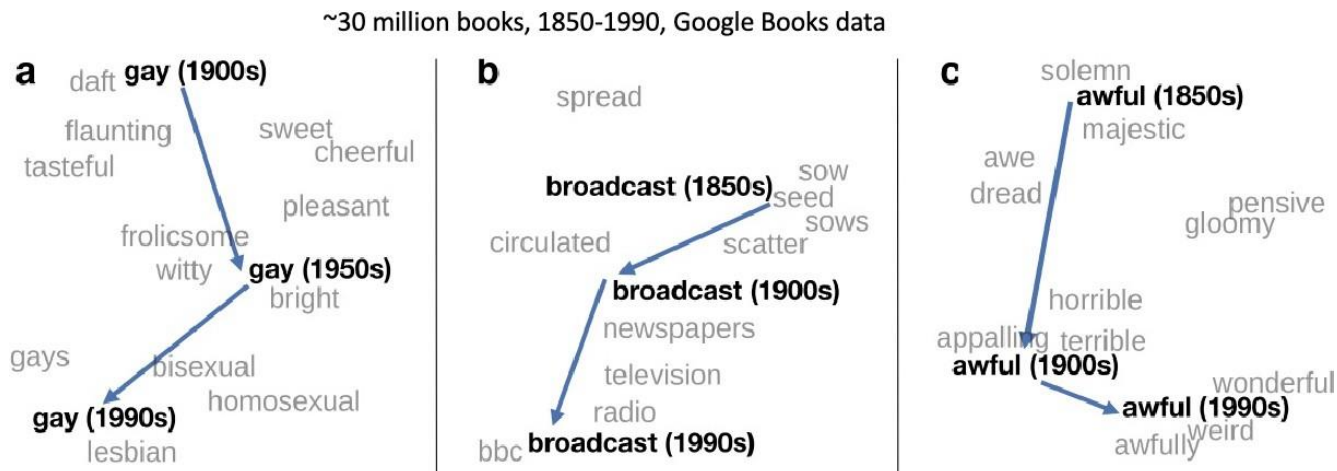 ~30 million books, 1850-1990, Google Books data
a
daft gay (1900s)
flaunting sweet
tasteful cheerful
pleasant
frolicsome
witty gay (1950s)
bright
gays bisexual
homosexual
gay (1990s)
lesbian
b
spread
sow
broadcast (1850s) seed
sows
circulated scatter
broadcast (1900s)
newspapers
television
radio
bbc broadcast (1990s)
c
solemn
awful (1850s)
majestic
awe
dread
pensive
gloomy
horrible
appalling terrible
awful (1900s)
wonderful
awful (1990s)
weird
awfully